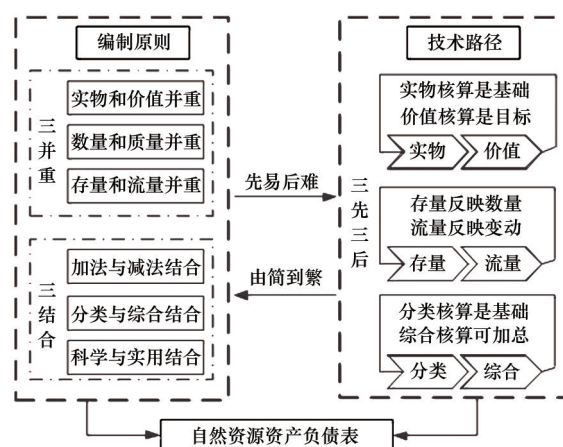 编制原则
三并重
实物和价值并重
数量和质量并重
存量和流量并重
三结合
加法与减法结合
分类与综合结合
科学与实用结合
先易后难
由简到繁
技术路径
三先三后
实物核算是基础
价值核算是目标
实物
价值
存量反映数量
流量反映变动
存量
流量
分类核算是基础
综合核算可加总
分类
综合
自然资源资产负债表